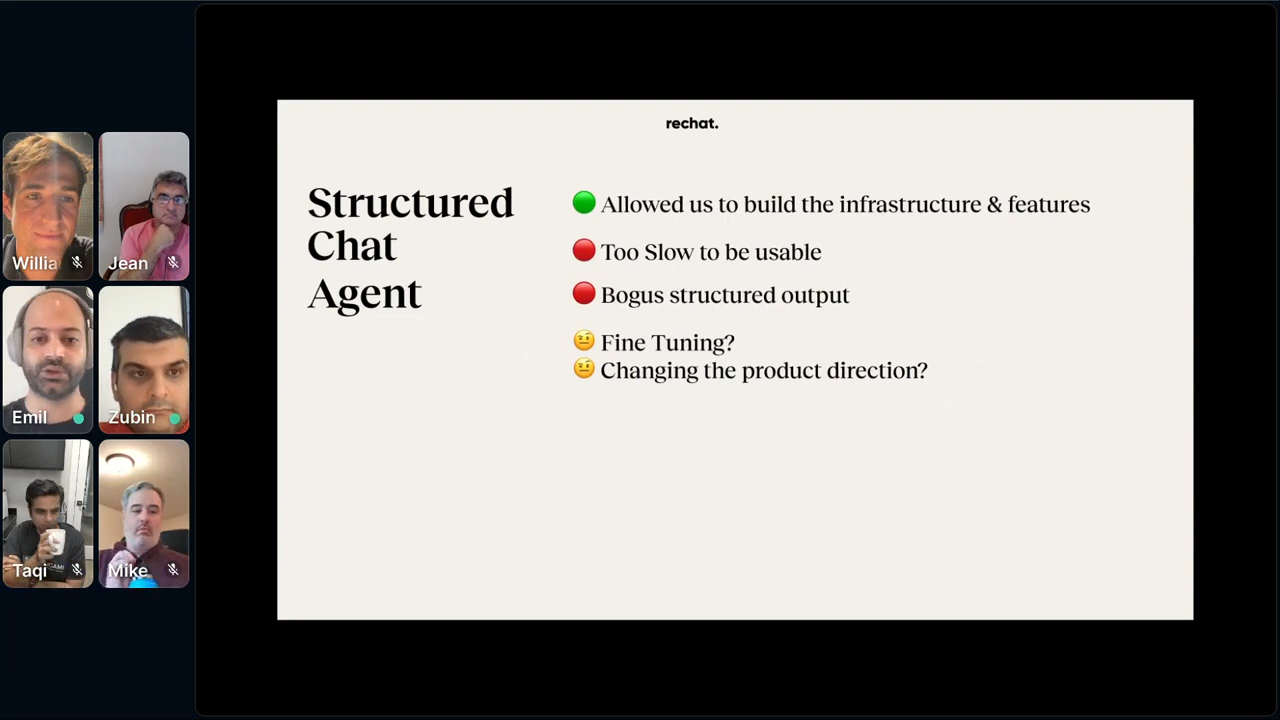 rechat.
Structured
Chat
Agent
🟢 Allowed us to build the infrastructure & features
🔴 Too Slow to be usable
🔴 Bogus structured output
🤨 Fine Tuning?
🤨 Changing the product direction?
Willia
Jean
Emil
Zubin
Taqi
Mike